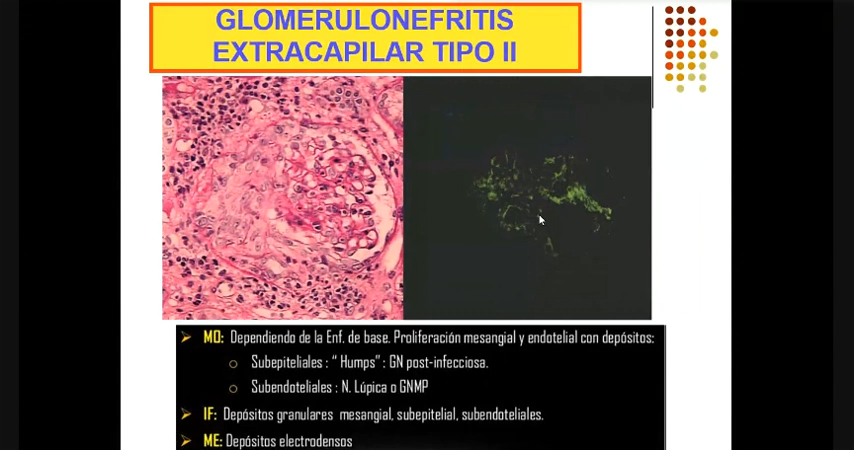 GLOMERULONEFRITIS
EXTRACAPILAR TIPO II
MO: Dependiendo de la Enf. de base. Proliferación mesangial y endotelial con depósitos:
Subepiteliales : “ Humps” : GN post-infecciosa.
Subendoteliales : N. Lúpica o GNMP
IF: Depósitos granulares mesangial, subepitelial, subendoteliales.
ME: Depósitos electrodensos